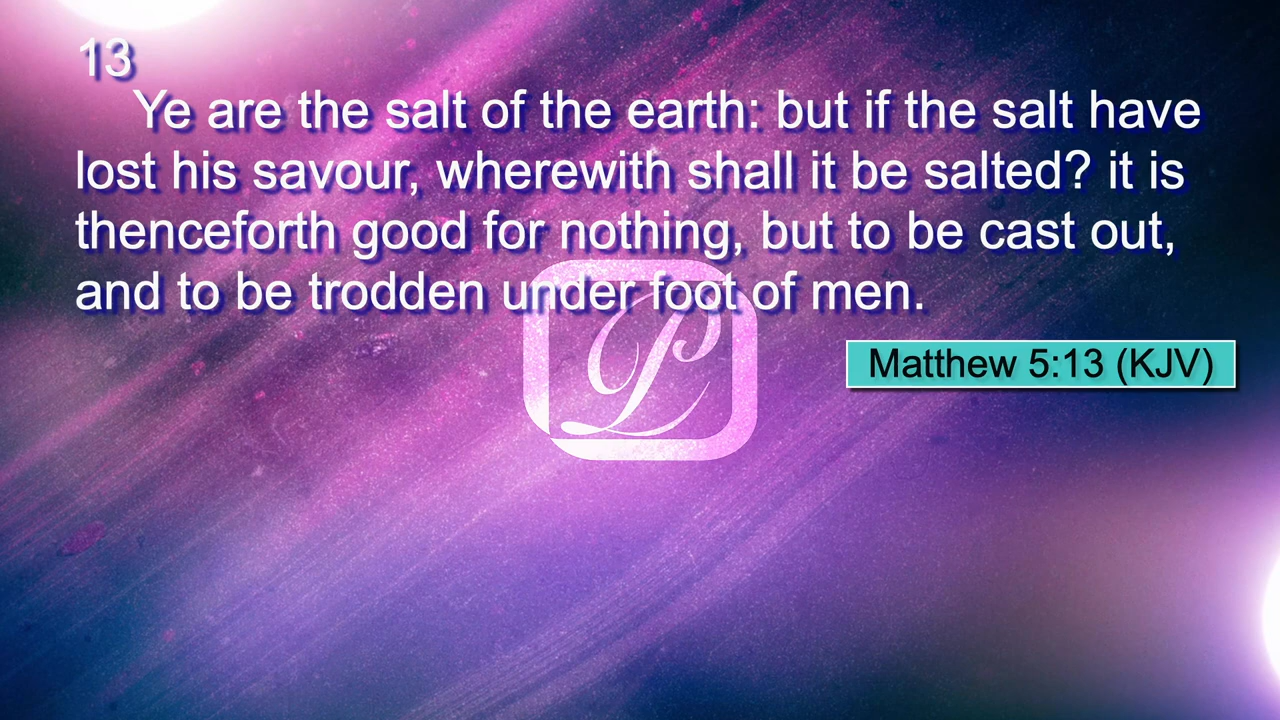 13
Ye are the salt of the earth: but if the salt have
lost his savour, wherewith shall it be salted? it is
thenceforth good for nothing, but to be cast out,
and to be trodden under foot of men.
Matthew 5:13 (KJV)